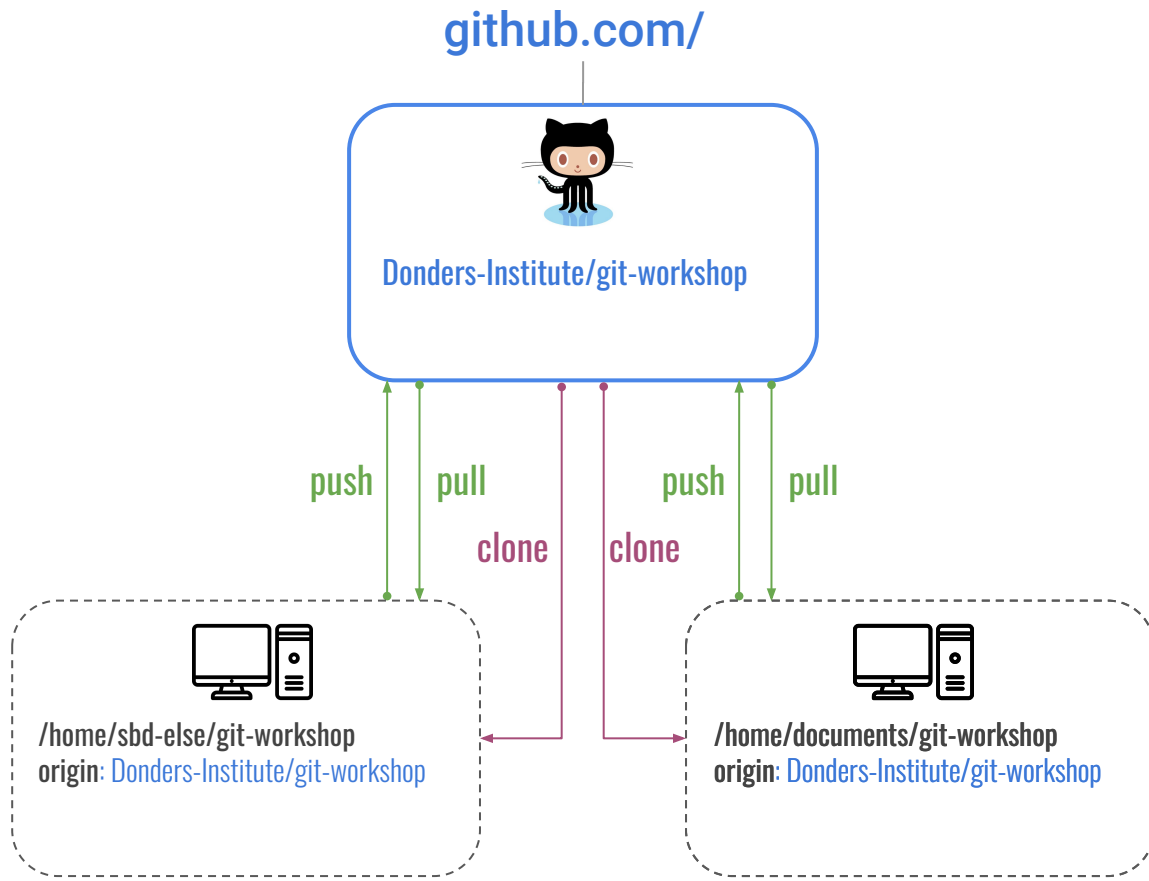 github.com/
Donders-Institute/git-workshop
push
pull
push
pull
clone
clone
/home/sbd-else/git-workshop
origin: Donders-Institute/git-workshop
/home/documents/git-workshop
origin: Donders-Institute/git-workshop